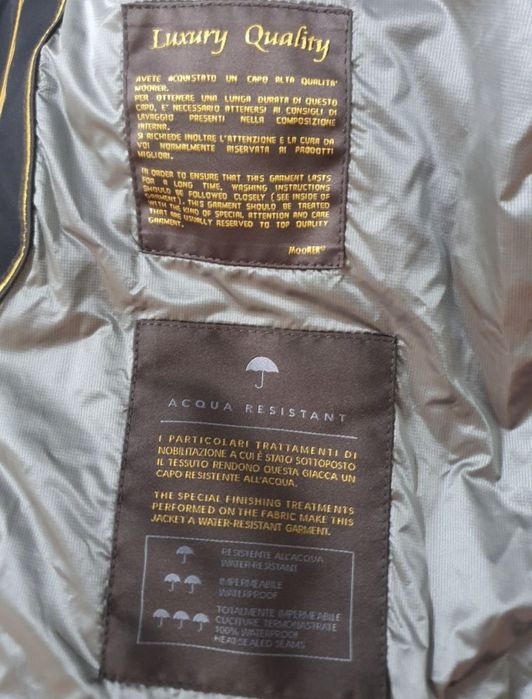 Luxury Quality
AVETE ACQUISTATO UN CAPO ALTA QUALITA'
MOORER.
PER OTTENERE UNA LUNGA DURATA DI QUESTO
CAPO, E' NECESSARIO ATTENERSI AI CONSIGLI DI
LAVAGGIO PRESENTI NELLA COMPOSIZIONE
INTERNA.
SI RICHIEDE INOLTRE L'ATTENZIONE E LA CURA DA
VOI NORMALMENTE RISERVATA AI PRODOTTI
MIGLIORI.
IN ORDER TO ENSURE THAT THIS GARMENT LASTS
FOR A LONG TIME, WASHING INSTRUCTIONS
SHOULD BE FOLLOWED CLOSELY (SEE INSIDE OF
GARMENT). THIS GARMENT SHOULD BE TREATED
WITH THE KIND OF SPECIAL ATTENTION AND CARE
THAT ARE USUALLY RESERVED TO TOP QUALITY
GARMENT.
MOORER
ACQUA RESISTANT
I PARTICOLARI TRATTAMENTI DI
NOBILITAZIONE A CUI È STATO SOTTOPOSTO
IL TESSUTO RENDONO QUESTA GIACCA UN
CAPO RESISTENTE ALL'ACQUA.
THE SPECIAL FINISHING TREATMENTS
PERFORMED ON THE FABRIC MAKE THIS
JACKET A WATER-RESISTANT GARMENT.
RESISTENTE ALL'ACQUA
WATER-RESISTANT
IMPERMEABILE
WATERPROOF
TOTALMENTE IMPERMEABILE
CUCITURE TERMONASTRATE
100% WATERPROOF
HEAT-SEALED SEAMS